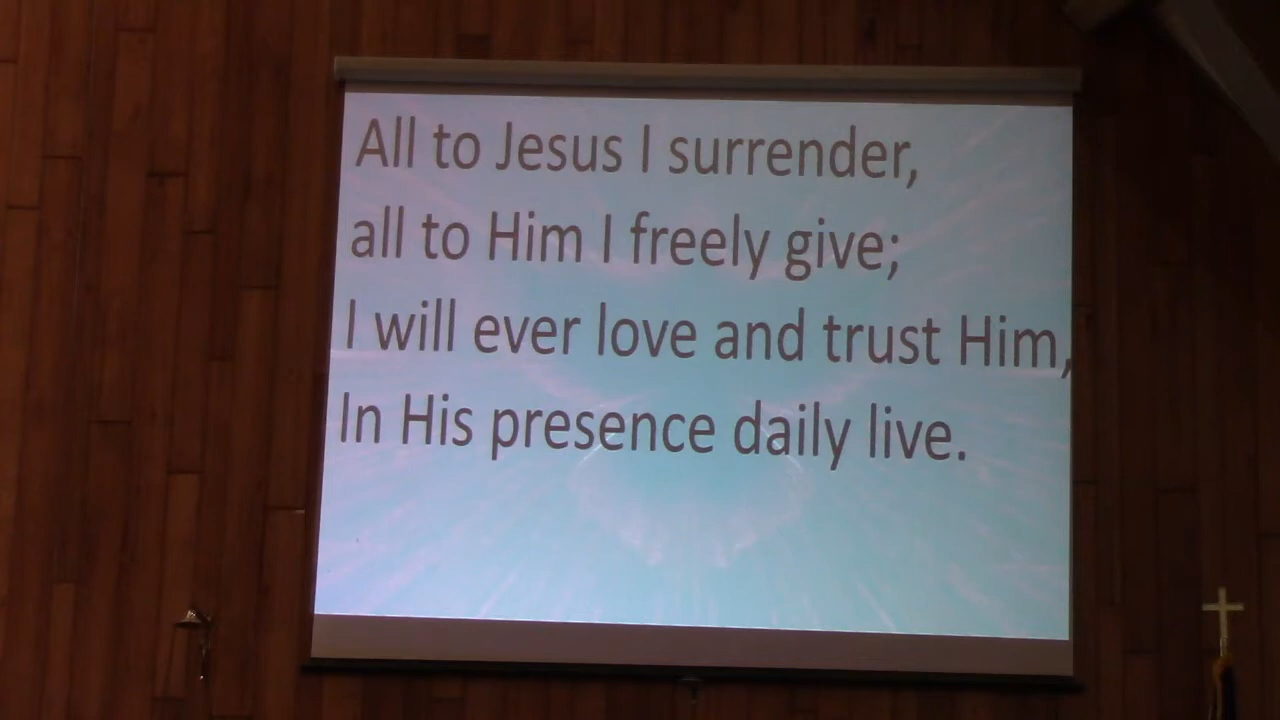 All to Jesus I surrender,
all to Him I freely give;
I will ever love and trust Him,
In His presence daily live.